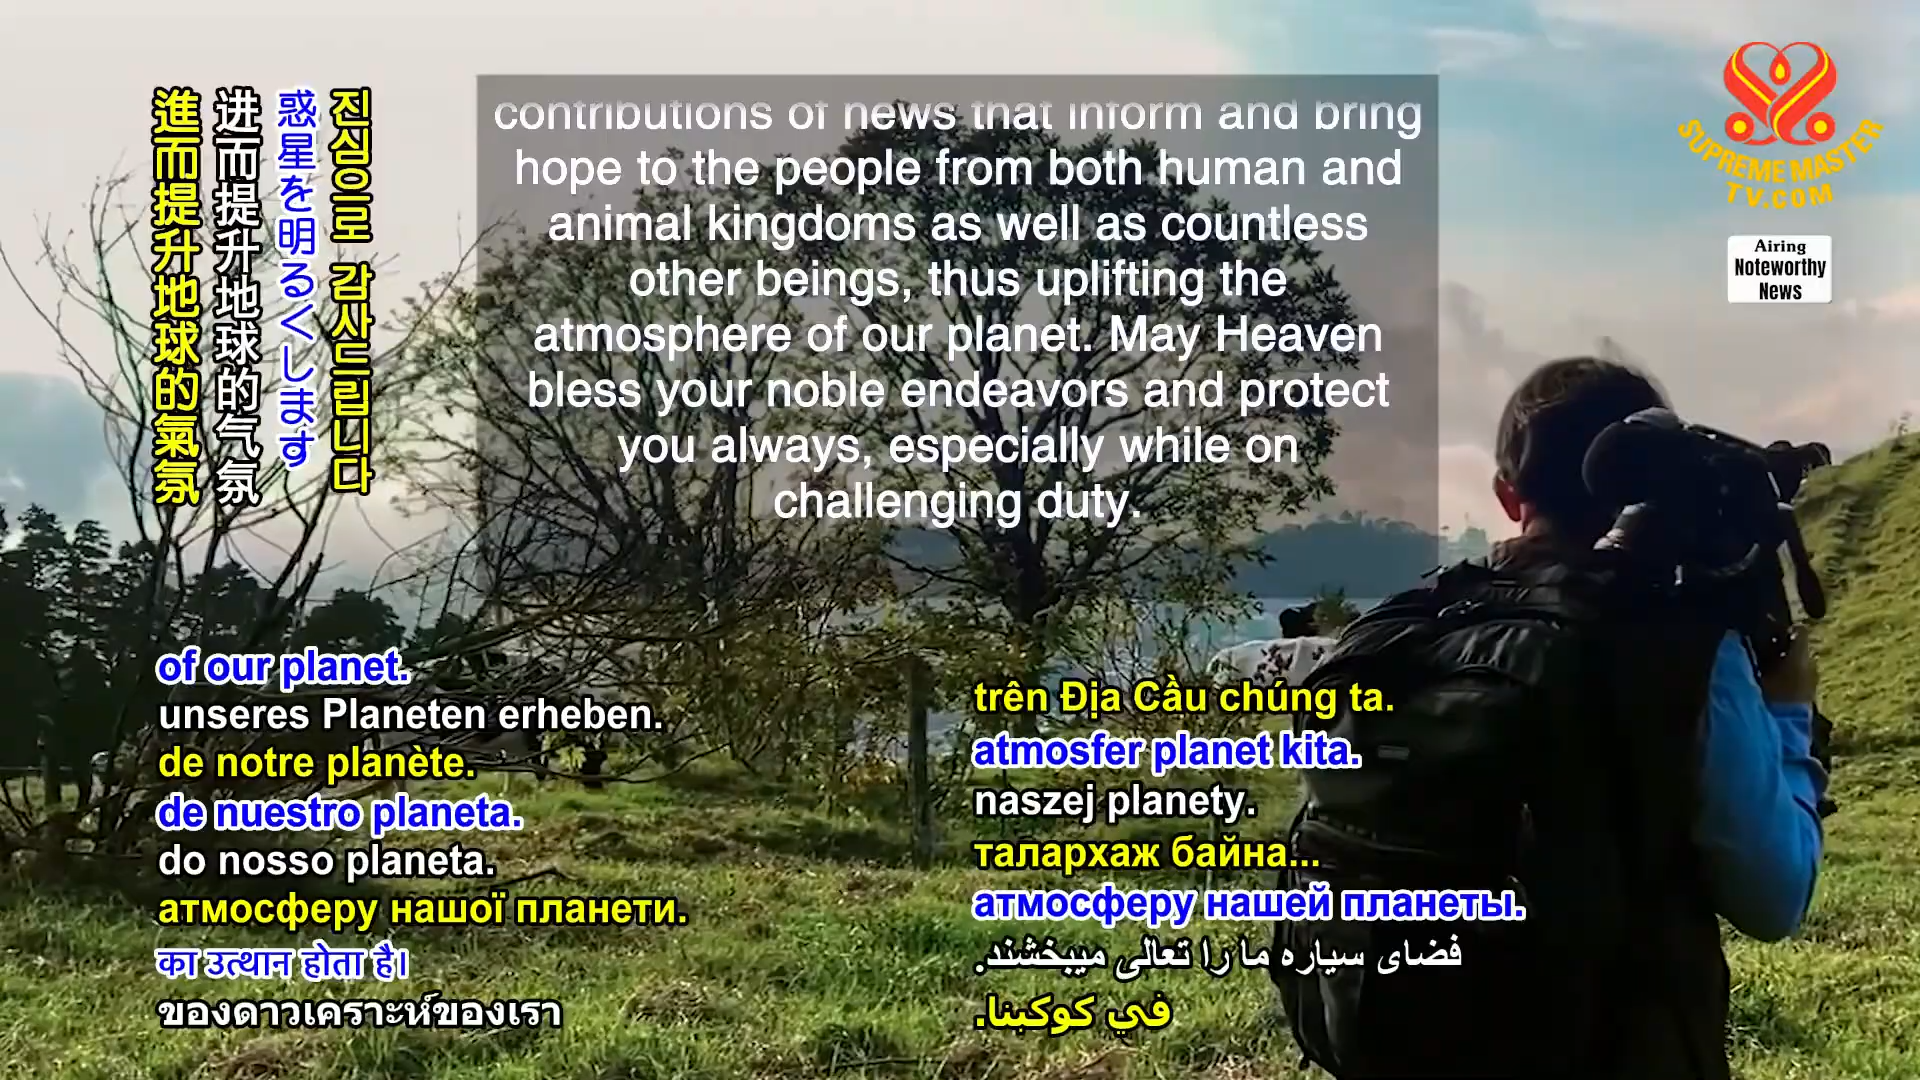 進而提升地球的氣氛
进而提升地球的气氛
惑星を明るくします
진심으로 감사드립니다
contributions of news that inform and bring
hope to the people from both human and
animal kingdoms as well as countless
other beings, thus uplifting the
atmosphere of our planet. May Heaven
bless your noble endeavors and protect
you always, especially while on
challenging duty.
SUPREME MASTER
TV.COM
Airing
Noteworthy
News
of our planet.
unseres Planeten erheben.
de notre planète.
de nuestro planeta.
do nosso planeta.
атмосферу нашої планети.
का उत्थान होता है।
ของดาวเคราะห์ของเรา
trên Địa Cầu chúng ta.
atmosfer planet kita.
naszej planety.
талархаж байна...
атмосферу нашей планеты.
فضای سیاره ما را تعالی میبخشند.
في كوكبنا.